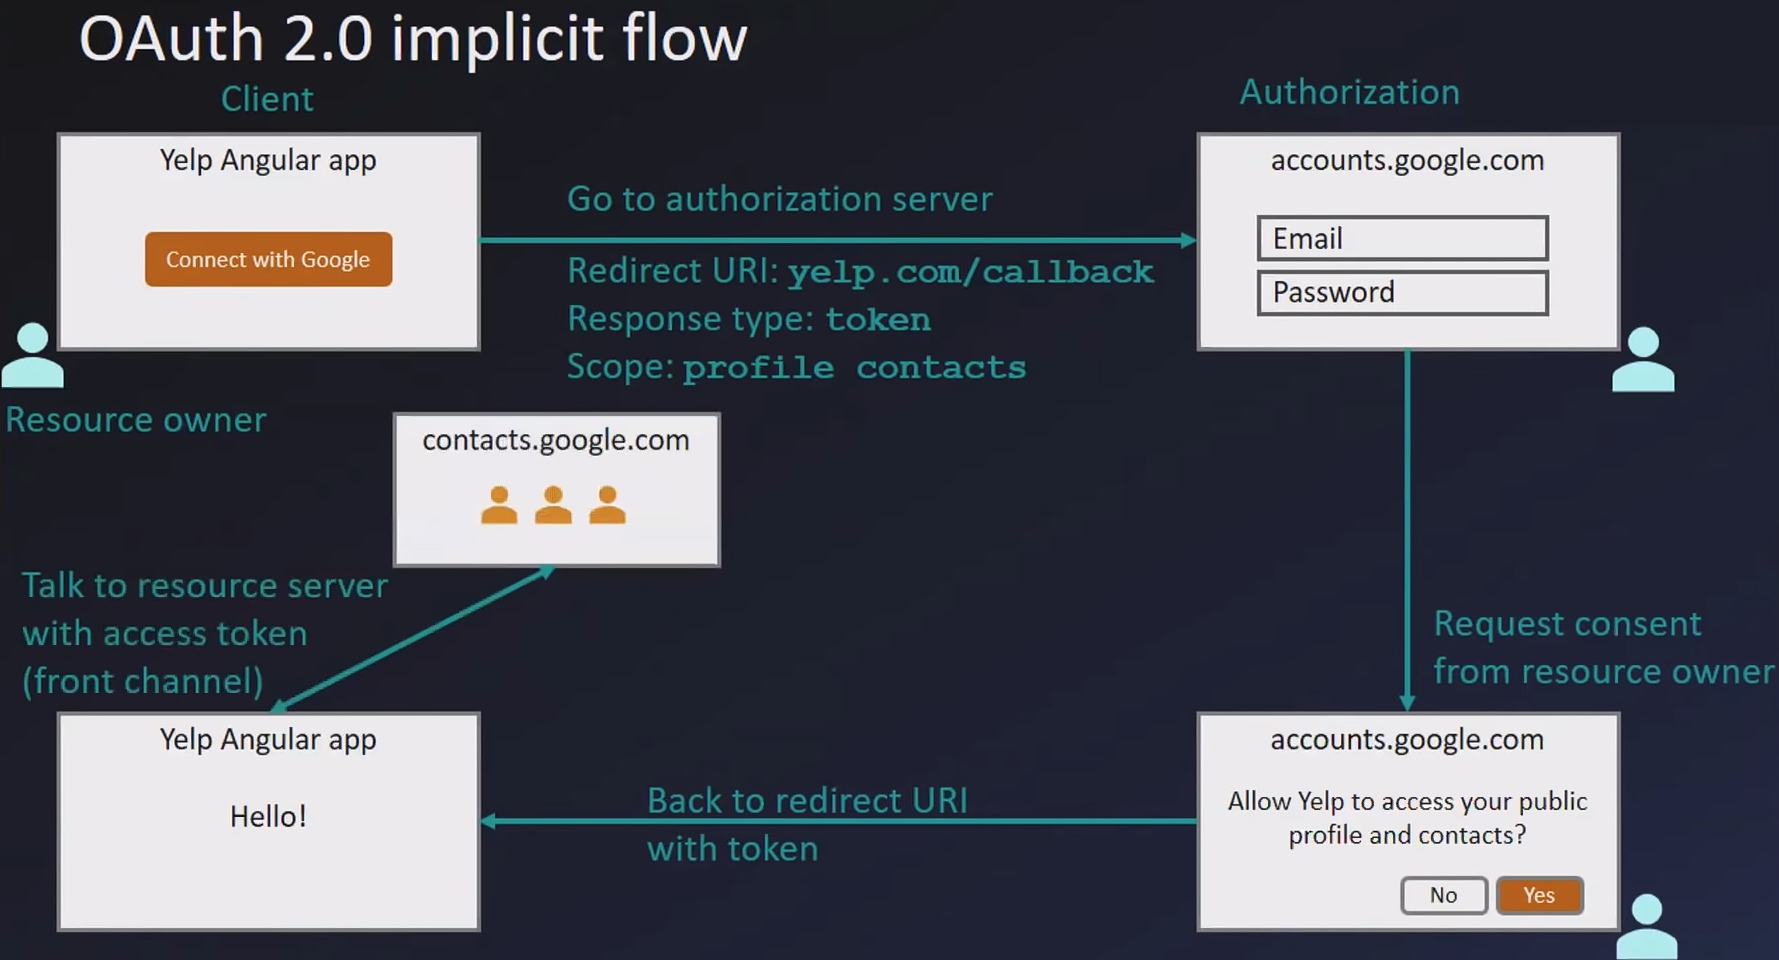 OAuth 2.0 implicit flow
Client
Authorization
Yelp Angular app
Connect with Google
Go to authorization server
Redirect URI: yelp.com/callback
Response type: token
Scope: profile contacts
accounts.google.com
Email
Password
Resource owner
contacts.google.com
Talk to resource server
with access token
(front channel)
Request consent
from resource owner
Yelp Angular app
Hello!
Back to redirect URI
with token
accounts.google.com
Allow Yelp to access your public
profile and contacts?
No
Yes